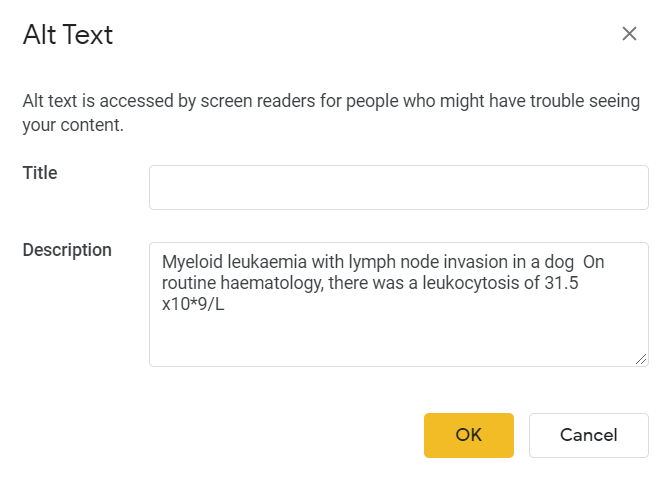 Alt Text
Alt text is accessed by screen readers for people who might have trouble seeing
your content.
Title
Description
Myeloid leukaemia with lymph node invasion in a dog  On
routine haematology, there was a leukocytosis of 31.5
x10*9/L
OK
Cancel